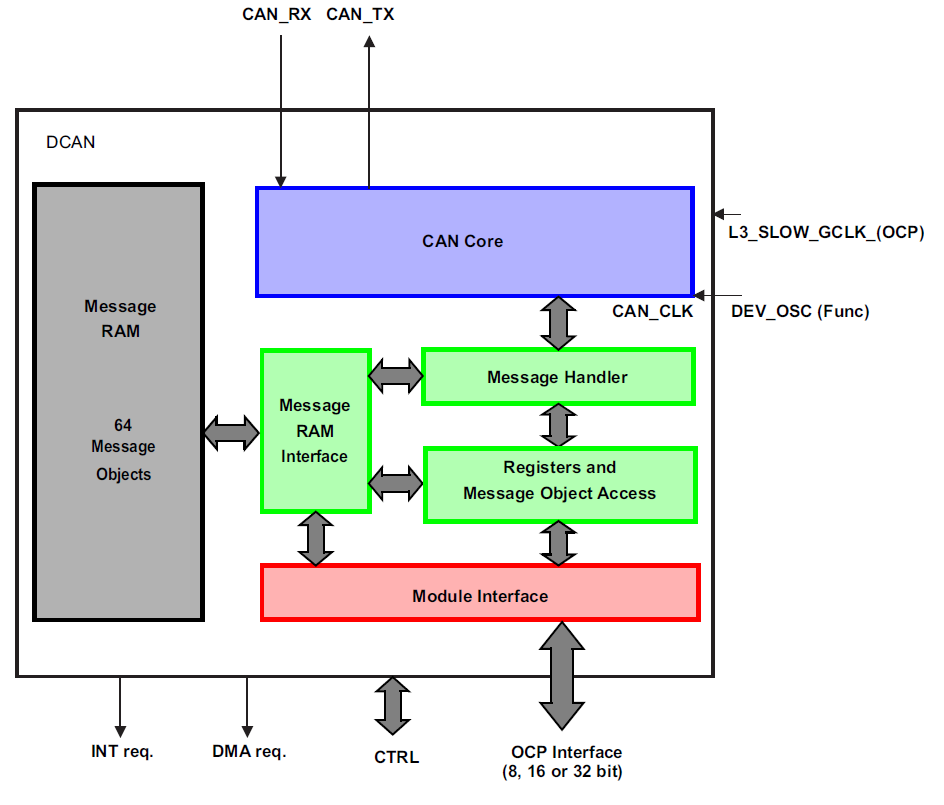 CAN_RX CAN_TX
DCAN
CAN Core
L3_SLOW_GCLK_(OCP)
CAN_CLK
DEV_OSC (Func)
Message
RAM
64
Message
Objects
Message
RAM
Interface
Message Handler
Registers and
Message Object Access
Module Interface
INT req.
DMA req.
CTRL
OCP Interface
(8, 16 or 32 bit)